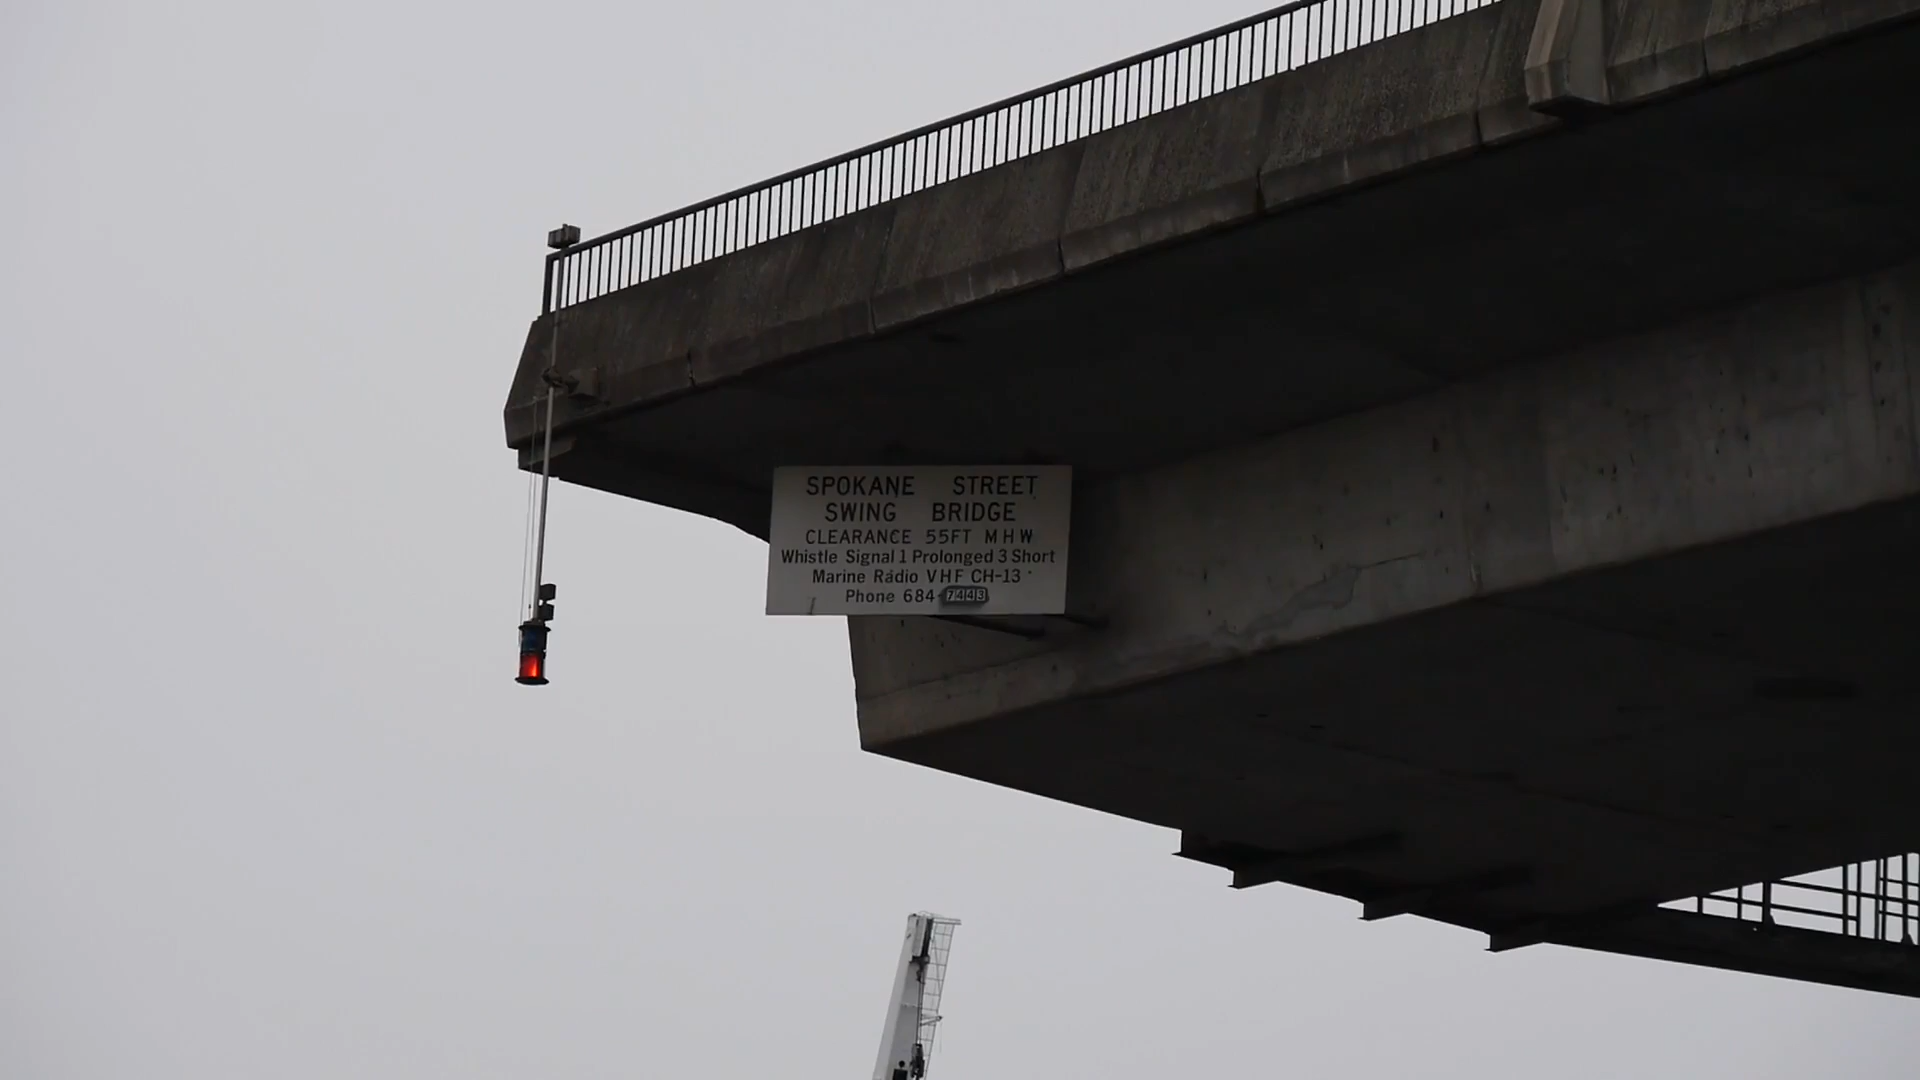 SPOKANE STREET
SWING BRIDGE
CLEARANCE 55FT MHW
Whistle Signal 1 Prolonged 3 Short
Marine Radio VHF CH-13
Phone 684-7443